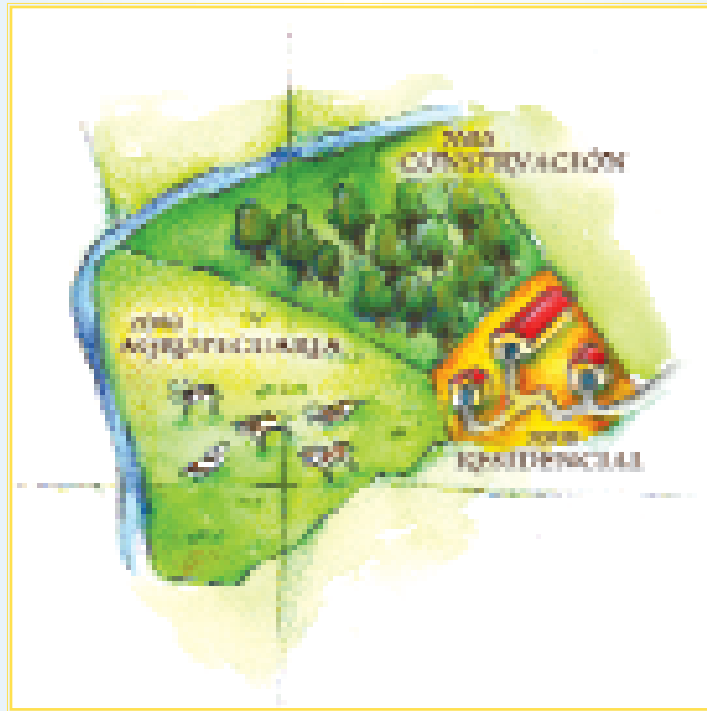 ZONA
CONSERVACIÓN
ZONA
AGROPECUARIA
ZONA
RESIDENCIAL